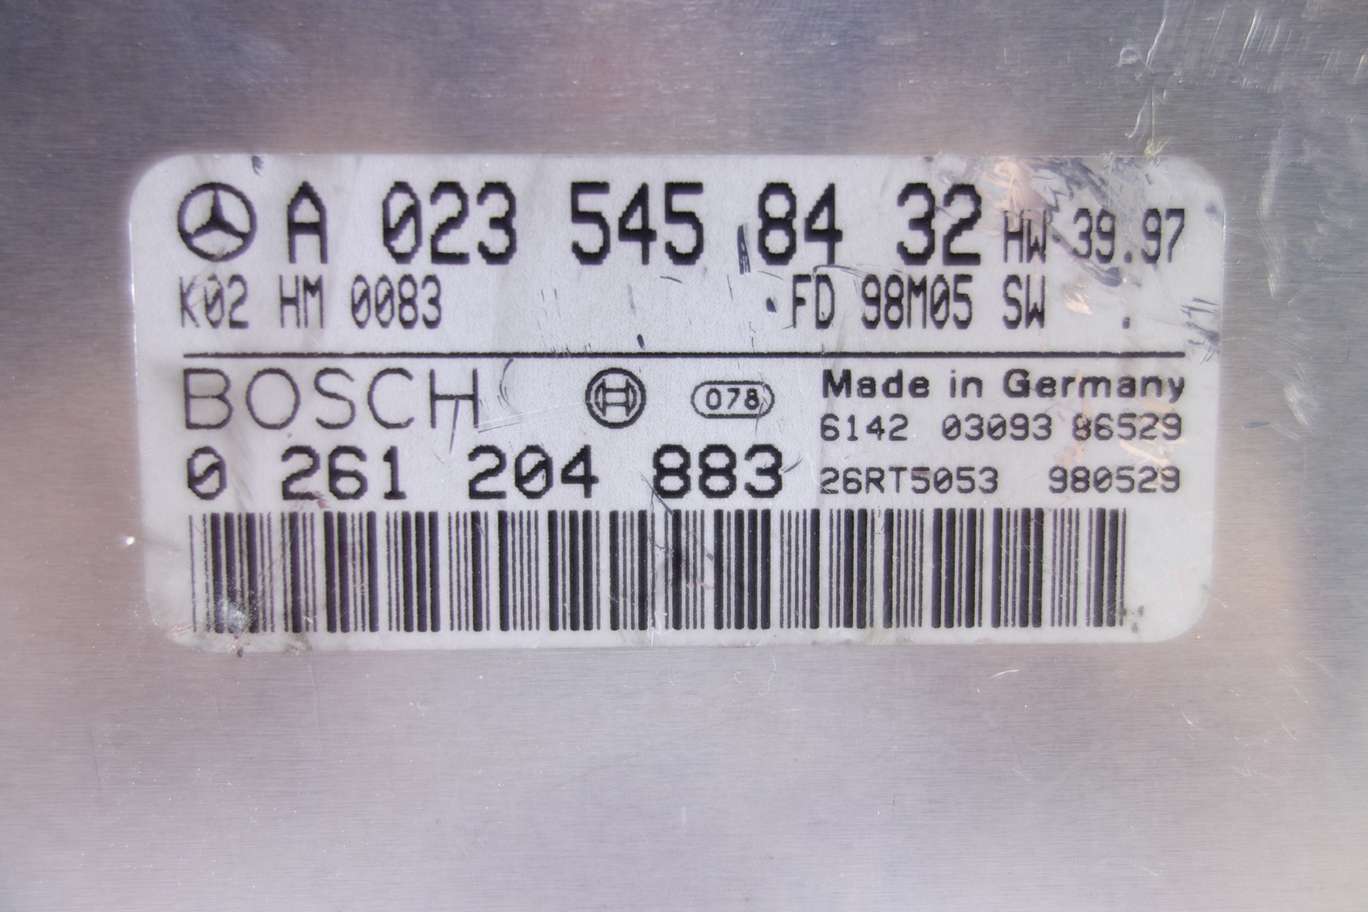 A 023 545 84 32 HW 39.97
K02 HM 0083 FD 98M05 SW .
BOSCH 078 Made in Germany
6142 03093 86529
0 261 204 883 26RT5053 980529